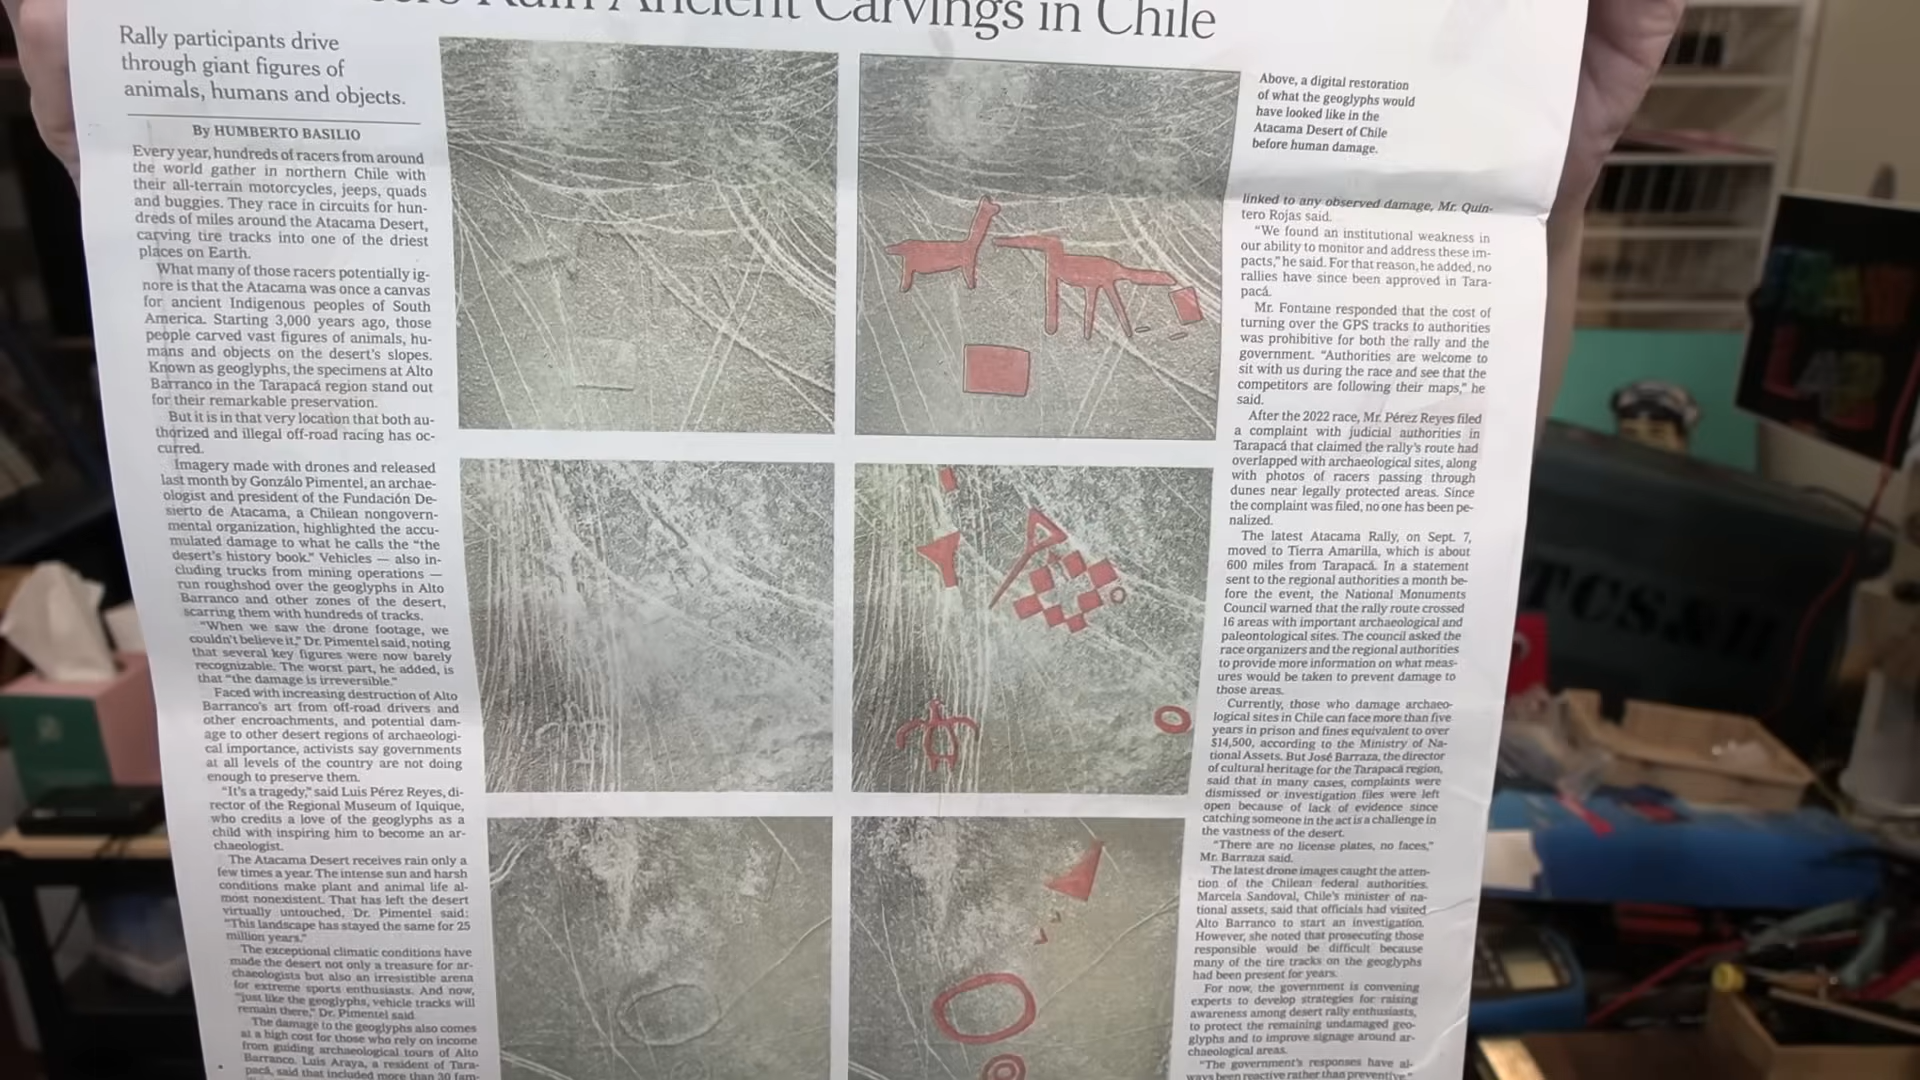 Ruin Ancient Carvings in Chile
Rally participants drive
through giant figures of
animals, humans and objects.
By HUMBERTO BASILIO
Every year, hundreds of racers from around
the world gather in northern Chile with
their all-terrain motorcycles, jeeps, quads
and buggies. They race in circuits for hun-
dreds of miles around the Atacama Desert,
carving tire tracks into one of the driest
places on Earth.
What many of those racers potentially ig-
nore is that the Atacama was once a canvas
for ancient Indigenous peoples of South
America. Starting 3,000 years ago, those
people carved vast figures of animals, hu-
mans and objects on the desert's slopes.
Known as geoglyphs, the specimens at Alto
Barranco in the Tarapacá region stand out
for their remarkable preservation.
But it is in that very location that both au-
thorized and illegal off-road racing has oc-
curred.
Imagery made with drones and released
last month by Gonzálo Pimentel, an archae-
ologist and president of the Fundación De-
sierto de Atacama, a Chilean nongovern-
mental organization, highlighted the accu-
mulated damage to what he calls the "the
desert's history book." Vehicles — also in-
cluding trucks from mining operations —
run roughshod over the geoglyphs in Alto
Barranco and other zones of the desert,
scarring them with hundreds of tracks.
"When we saw the drone footage, we
couldn't believe it," Dr. Pimentel said, noting
that several key figures were now barely
recognizable. The worst part, he added, is
that "the damage is irreversible."
Faced with increasing destruction of Alto
Barranco's art from off-road drivers and
other encroachments, and potential dam-
age to other desert regions of archaeologi-
cal importance, activists say governments
at all levels of the country are not doing
enough to preserve them.
"It's a tragedy," said Luis Pérez Reyes, di-
rector of the Regional Museum of Iquique,
who credits a love of the geoglyphs as a
child with inspiring him to become an ar-
chaeologist.
The Atacama Desert receives rain only a
few times a year. The intense sun and harsh
conditions make plant and animal life al-
most nonexistent. That has left the desert
virtually untouched, Dr. Pimentel said:
"This landscape has stayed the same for 25
million years."
The exceptional climatic conditions have
made the desert not only a treasure for ar-
chaeologists but also an irresistible arena
for extreme sports enthusiasts. And now,
"just like the geoglyphs, vehicle tracks will
remain there," Dr. Pimentel said.
The damage to the geoglyphs also comes
at a high cost for those who rely on income
from guiding archaeological tours of Alto
Barranco. Luis Araya, a resident of Tara-
pacá, said that included more than 30 fam-
Above, a digital restoration
of what the geoglyphs would
have looked like in the
Atacama Desert of Chile
before human damage.
linked to any observed damage, Mr. Quin-
tero Rojas said.
"We found an institutional weakness in
our ability to monitor and address these im-
pacts," he said. For that reason, he added, no
rallies have since been approved in Tara-
pacá.
Mr. Fontaine responded that the cost of
turning over the GPS tracks to authorities
was prohibitive for both the rally and the
government. "Authorities are welcome to
sit with us during the race and see that the
competitors are following their maps," he
said.
After the 2022 race, Mr. Pérez Reyes filed
a complaint with judicial authorities in
Tarapacá that claimed the rally's route had
overlapped with archaeological sites, along
with photos of racers passing through
dunes near legally protected areas. Since
the complaint was filed, no one has been pe-
nalized.
The latest Atacama Rally, on Sept. 7,
moved to Tierra Amarilla, which is about
600 miles from Tarapacá. In a statement
sent to the regional authorities a month be-
fore the event, the National Monuments
Council warned that the rally route crossed
16 areas with important archaeological and
paleontological sites. The council asked the
race organizers and the regional authorities
to provide more information on what meas-
ures would be taken to prevent damage to
those areas.
Currently, those who damage archaeo-
logical sites in Chile can face more than five
years in prison and fines equivalent to over
$14,500, according to the Ministry of Na-
tional Assets. But José Barraza, the director
of cultural heritage for the Tarapacá region,
said that in many cases, complaints were
dismissed or investigation files were left
open because of lack of evidence since
catching someone in the act is a challenge in
the vastness of the desert.
"There are no license plates, no faces,"
Mr. Barraza said.
The latest drone images caught the atten-
tion of the Chilean federal authorities.
Marcela Sandoval, Chile's minister of na-
tional assets, said that officials had visited
Alto Barranco to start an investigation.
However, she noted that prosecuting those
responsible would be difficult because
many of the tire tracks on the geoglyphs
had been present for years.
For now, the government is convening
experts to develop strategies for raising
awareness among desert rally enthusiasts,
to protect the remaining undamaged geo-
glyphs and to improve signage around ar-
chaeological areas.
"The government's responses have al-
ways been reactive rather than preventive,"